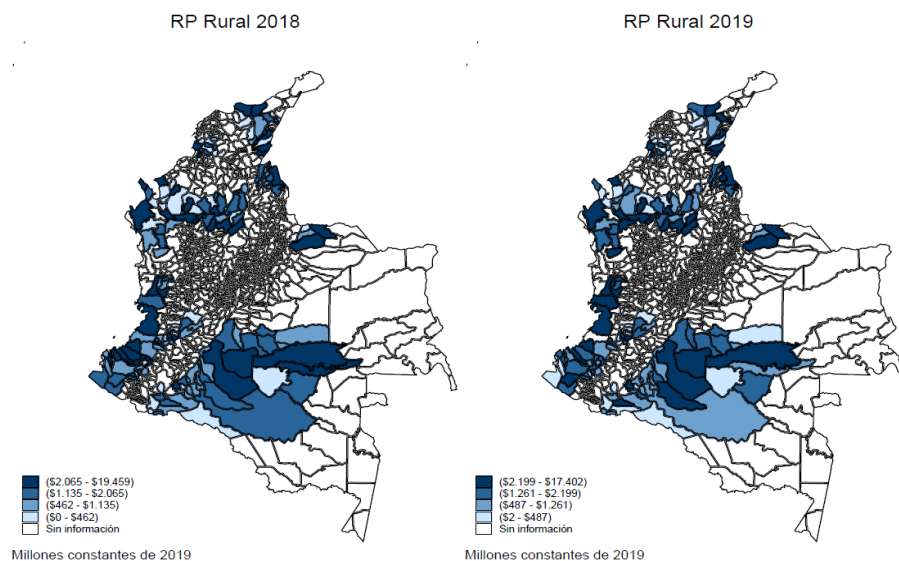 RP Rural 2018
($2.065 - $19.459)
($1.135 - $2.065)
($462 - $1.135)
($0 - $462)
Sin información
Millones constantes de 2019
RP Rural 2019
($2.199 - $17.402)
($1.261 - $2.199)
($487 - $1.261)
($2 - $487)
Sin información
Millones constantes de 2019